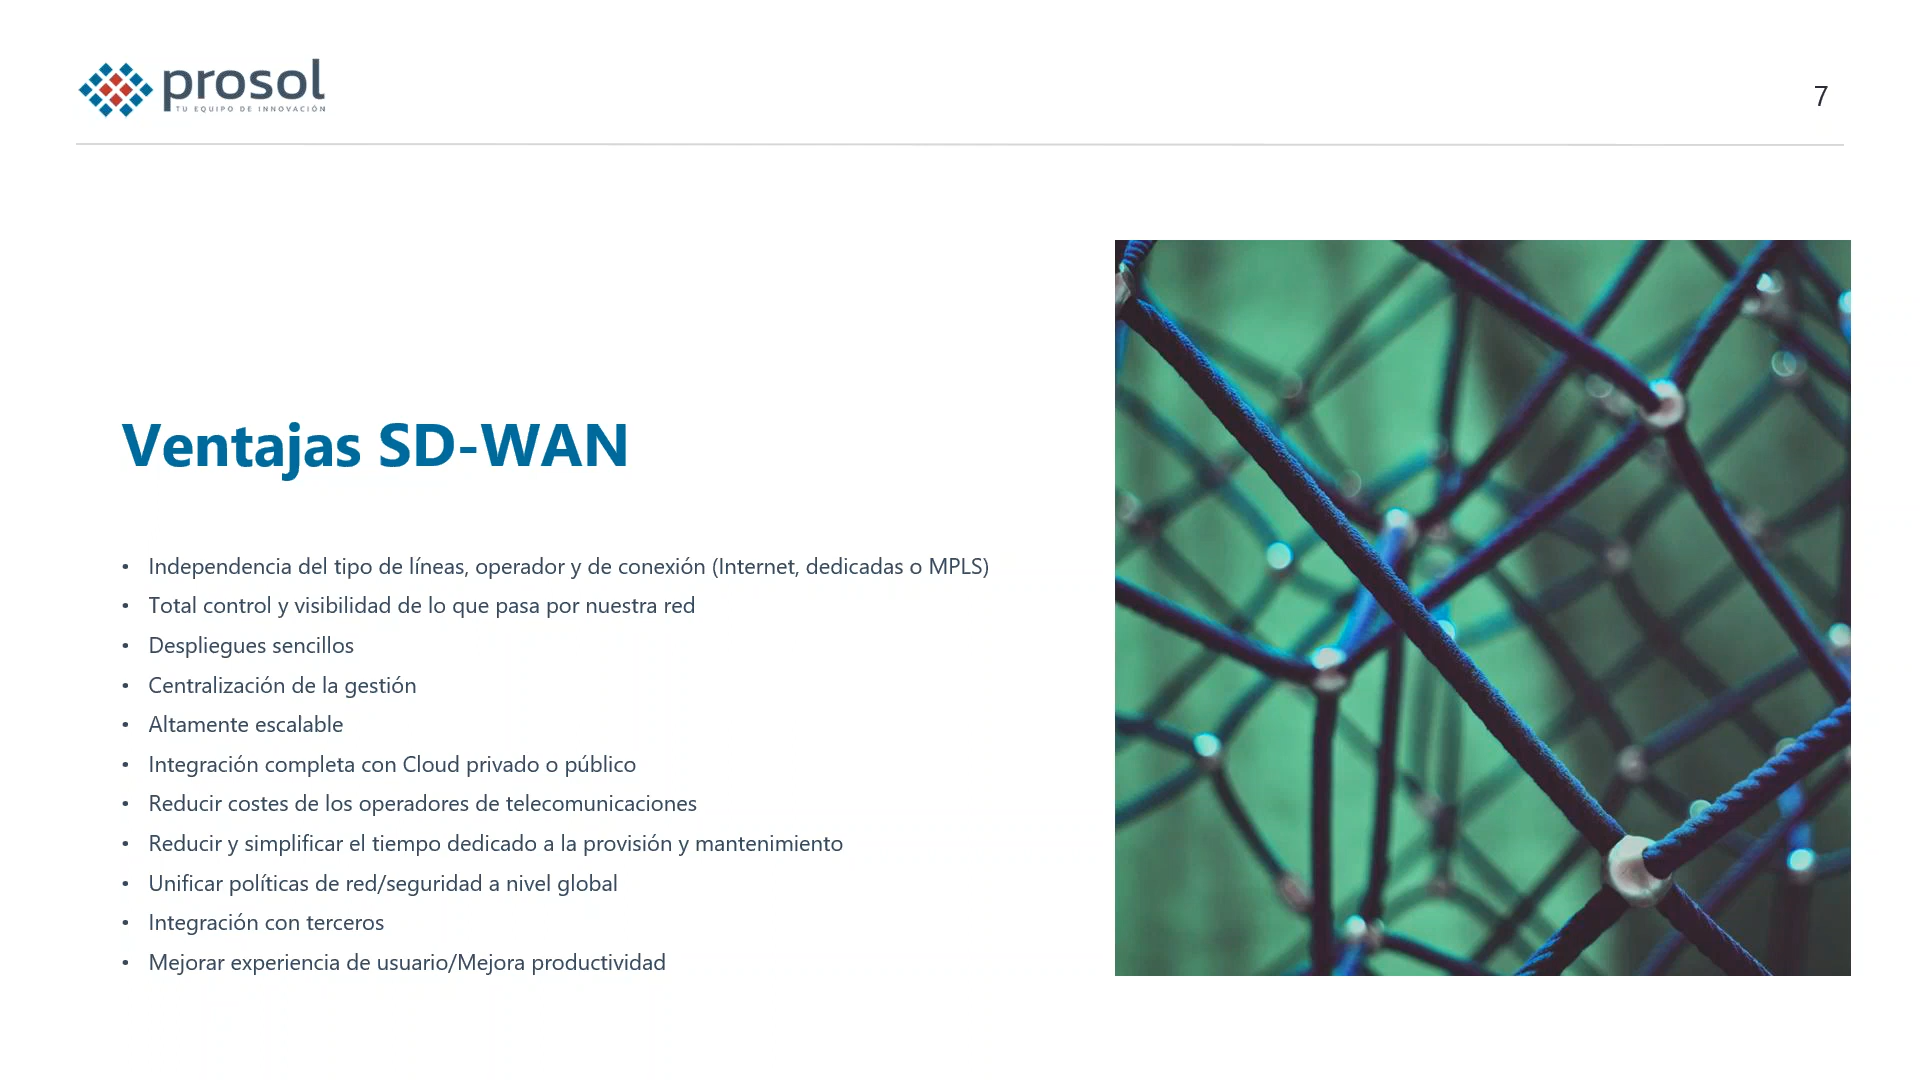 prosol
TU EQUIPO DE INNOVACIÓN
7
Ventajas SD-WAN
• Independencia del tipo de líneas, operador y de conexión (Internet, dedicadas o MPLS)
• Total control y visibilidad de lo que pasa por nuestra red
• Despliegues sencillos
• Centralización de la gestión
• Altamente escalable
• Integración completa con Cloud privado o público
• Reducir costes de los operadores de telecomunicaciones
• Reducir y simplificar el tiempo dedicado a la provisión y mantenimiento
• Unificar políticas de red/seguridad a nivel global
• Integración con terceros
• Mejorar experiencia de usuario/Mejora productividad